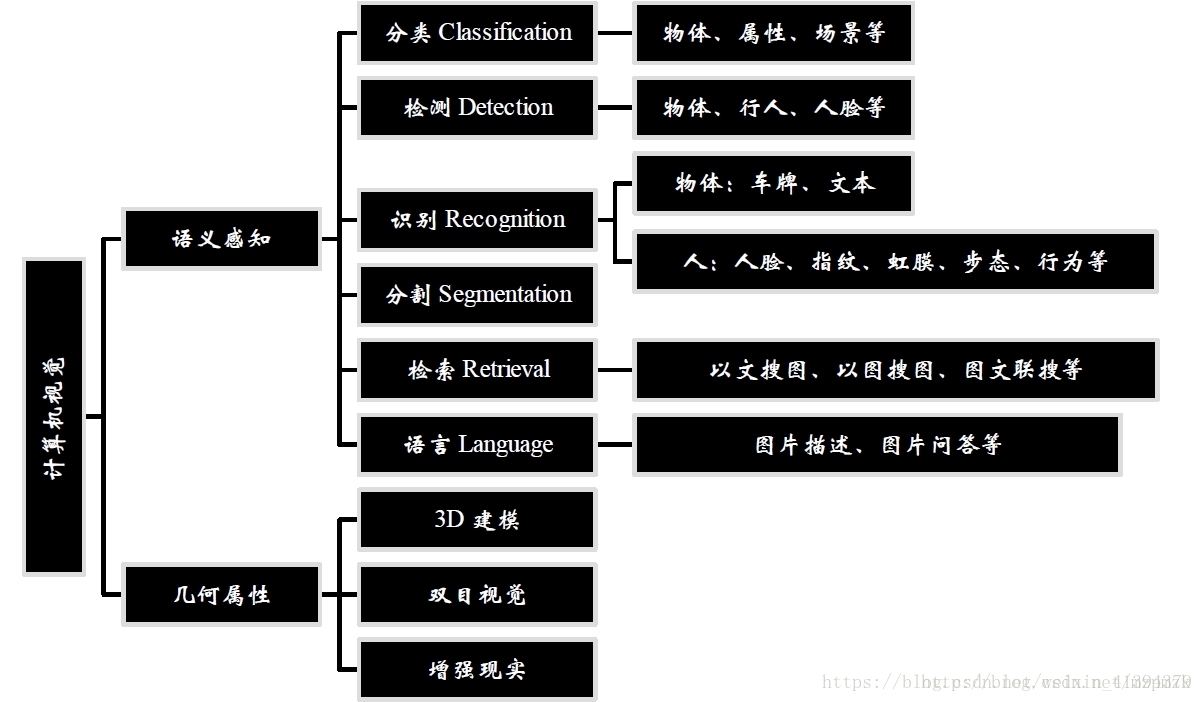 计算机视觉
语义感知
分类 Classification
物体、属性、场景等
检测 Detection
物体、行人、人脸等
识别 Recognition
物体：车牌、文本
人：人脸、指纹、虹膜、步态、行为等
分割 Segmentation
检索 Retrieval
以文搜图、以图搜图、图文联搜等
语言 Language
图片描述、图片问答等
几何属性
3D 建模
双目视觉
增强现实